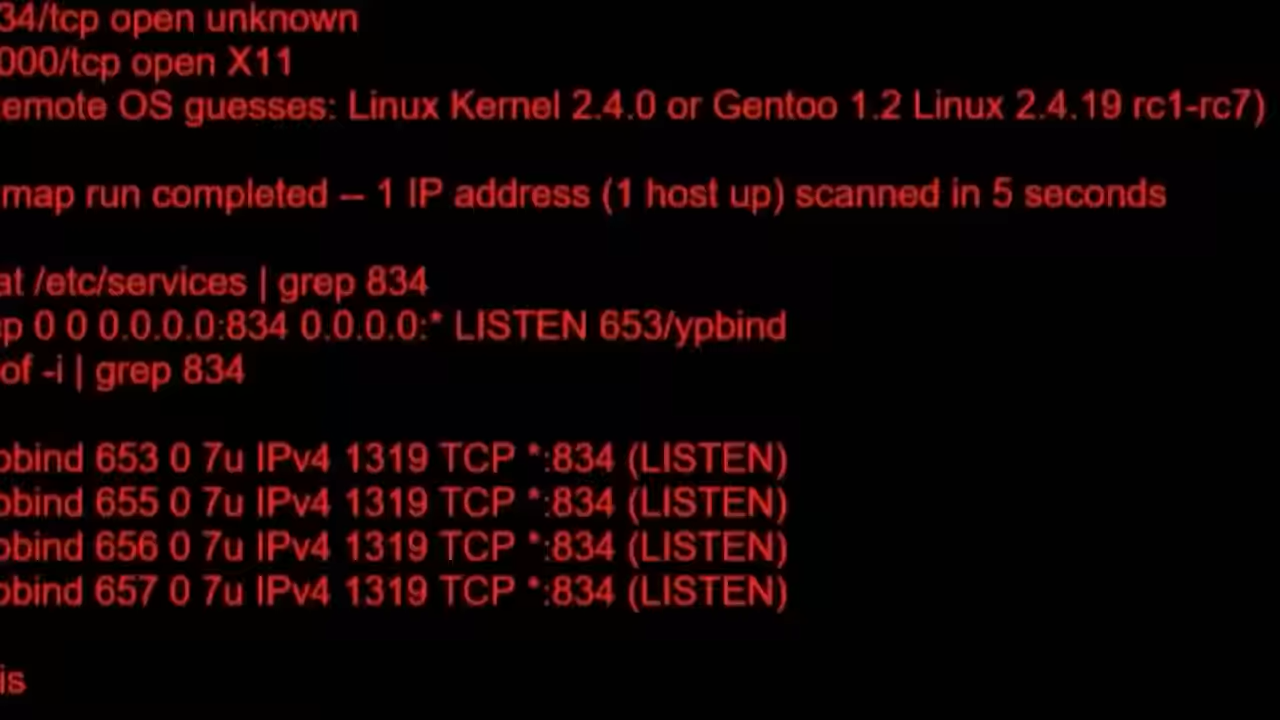 34/tcp open unknown
000/tcp open X11
emote OS guesses: Linux Kernel 2.4.0 or Gentoo 1.2 Linux 2.4.19 rc1-rc7)
map run completed – 1 IP address (1 host up) scanned in 5 seconds
at /etc/services | grep 834
p 0 0 0.0.0.0:834 0.0.0.0:* LISTEN 653/ypbind
of -i | grep 834
pbind 653 0 7u IPv4 1319 TCP *:834 (LISTEN)
pbind 655 0 7u IPv4 1319 TCP *:834 (LISTEN)
pbind 656 0 7u IPv4 1319 TCP *:834 (LISTEN)
pbind 657 0 7u IPv4 1319 TCP *:834 (LISTEN)
is